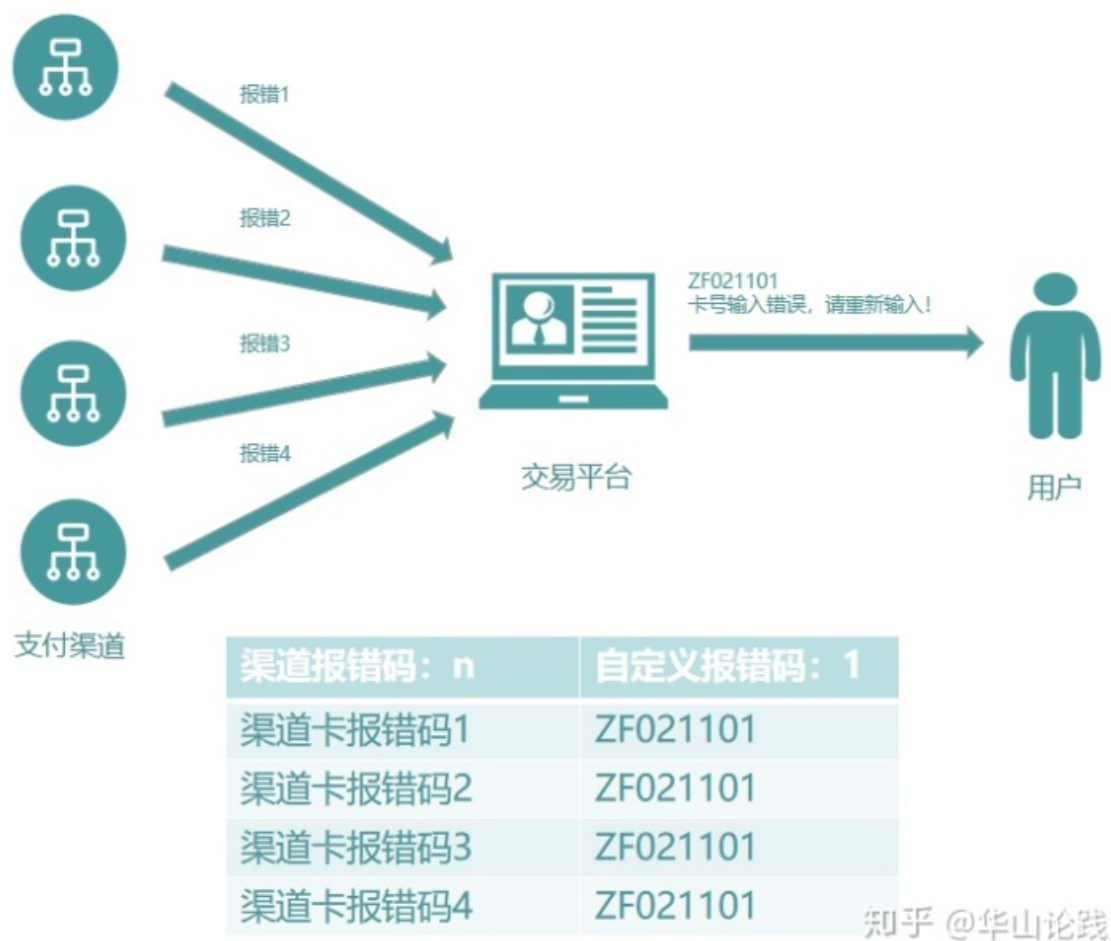 报错1
报错2
ZF021101
卡号输入错误，请重新输入！
报错3
报错4
交易平台
用户
支付渠道
渠道报错码：n 自定义报错码：1
渠道卡报错码1 ZF021101
渠道卡报错码2 ZF021101
渠道卡报错码3 ZF021101
渠道卡报错码4 ZF021101
知乎 @华山论践